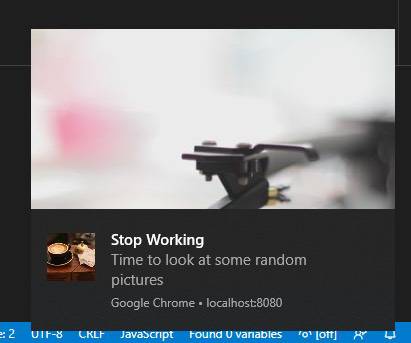 Stop Working
Time to look at some random
pictures
Google Chrome • localhost:8080
e: 2 UTF-8 CRLF JavaScript Found 0 variables [off]